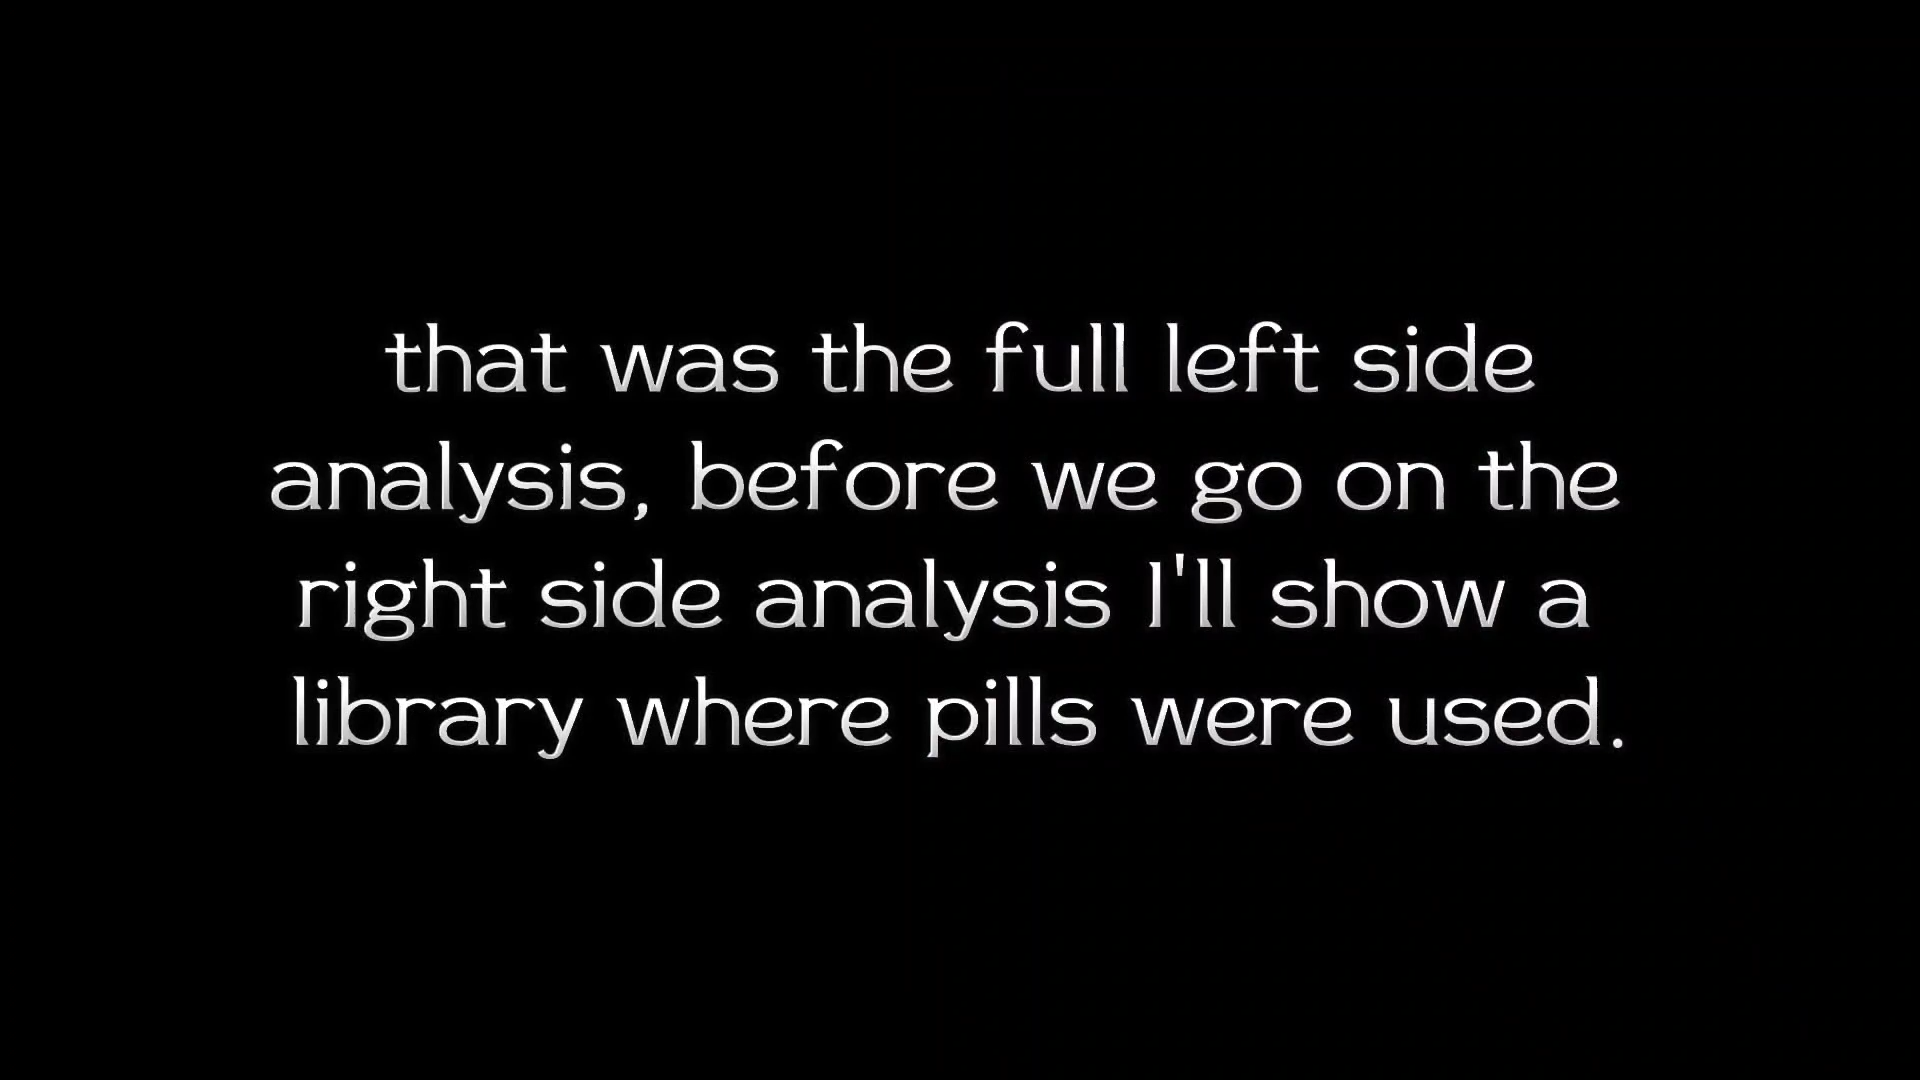 that was the full left side
analysis, before we go on the
right side analysis I'll show a
library where pills were used.